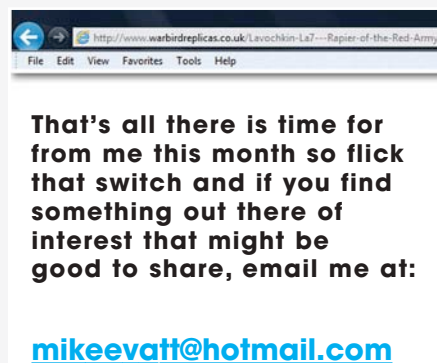 http://www.warbirdreplicas.co.uk/Lavochkin-La7---Rapier-of-the-Red-Army
File Edit View Favorites Tools Help
That's all there is time for
from me this month so flick
that switch and if you find
something out there of
interest that might be
good to share, email me at:
mikeevatt@hotmail.com